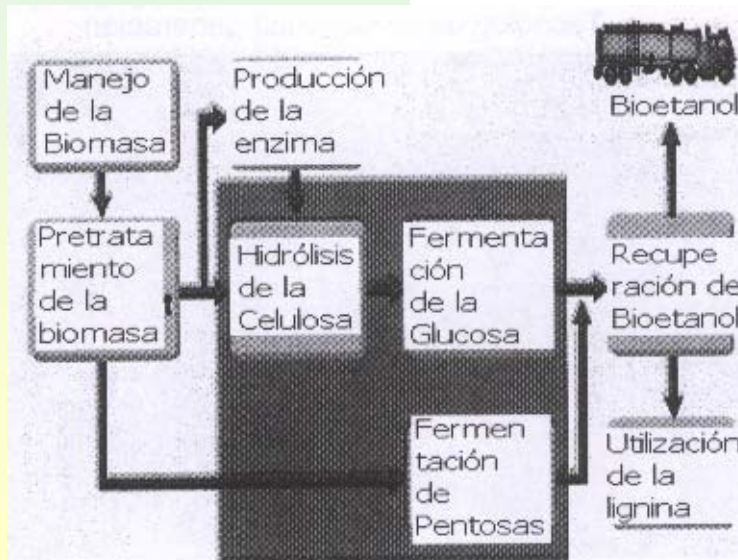 Manejo
de la
Biomasa
Producción
de la
enzima
Bioetanol
Pretrata
miento
de la
biomasa
Hidrólisis
de la
Celulosa
Fermenta
ción
de la
Glucosa
Recupe
ración de
Bioetanol
Fermen
tación
de
Pentosas
Utilización
de la
lignina